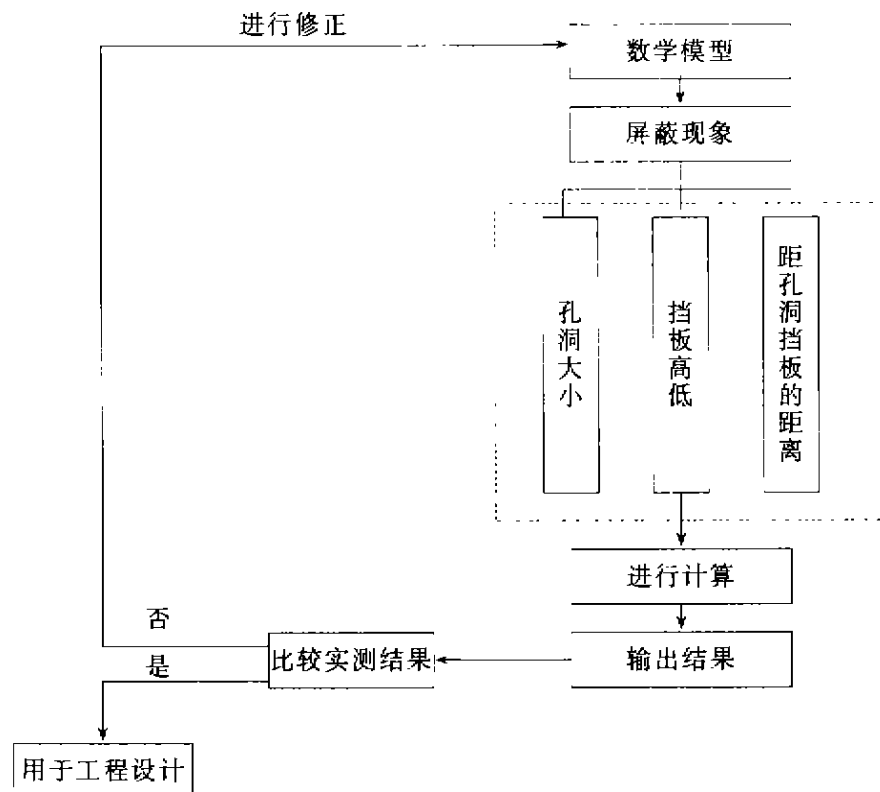 进行修正
数学模型
屏蔽现象
孔洞大小
挡板高低
距孔洞挡板的距离
进行计算
否
是
比较实测结果
输出结果
用于工程设计